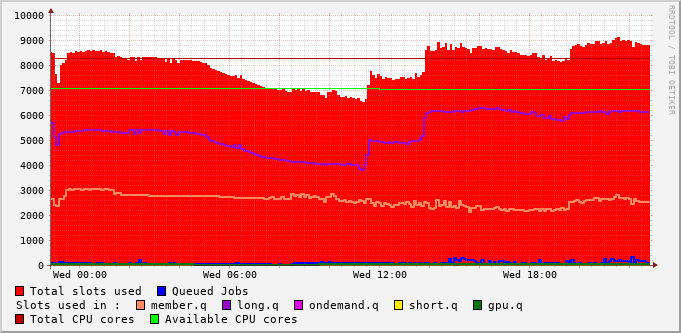 10000
9000
8000
7000
6000
5000
4000
3000
2000
1000
0
Wed 00:00 Wed 06:00 Wed 12:00 Wed 18:00
RRDTOOL / TOBI OETIKER
Total slots used Queued Jobs
Slots used in : member.q long.q ondemand.q short.q gpu.q
Total CPU cores Available CPU cores